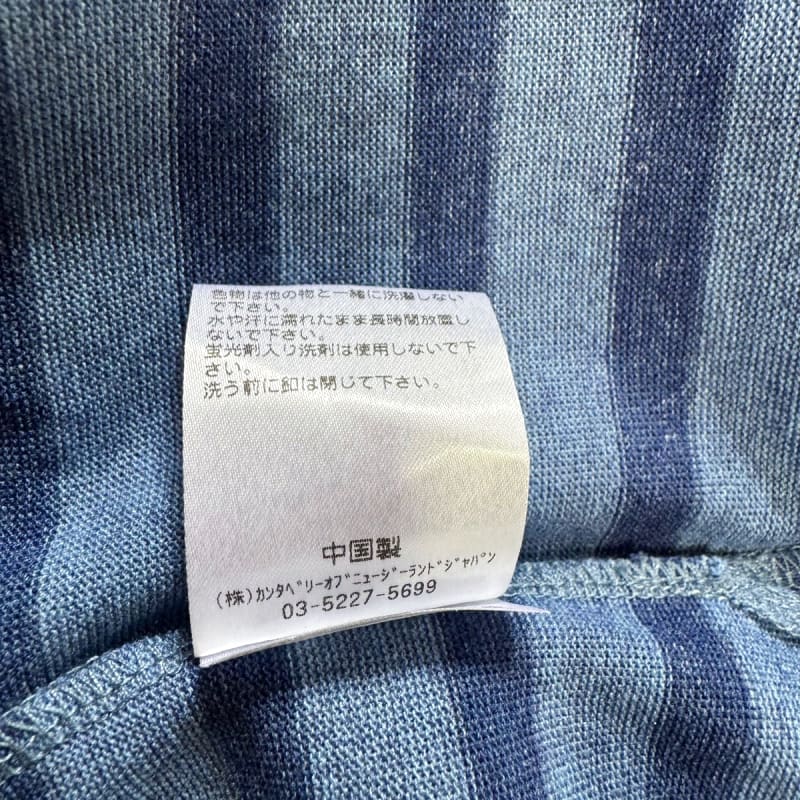 色物は他の物と一緒に洗濯しない
で下さい。
水や汗に濡れたまま長時間放置し
ないで下さい。
蛍光剤入り洗剤は使用しないで下
さい。
洗う前に釦は閉じて下さい。
中国製
(株)ｶﾝﾀﾍﾞﾘｰｵﾌﾞﾆｭｰｼﾞｰﾗﾝﾄﾞｼﾞｬﾊﾟﾝ
03-5227-5699